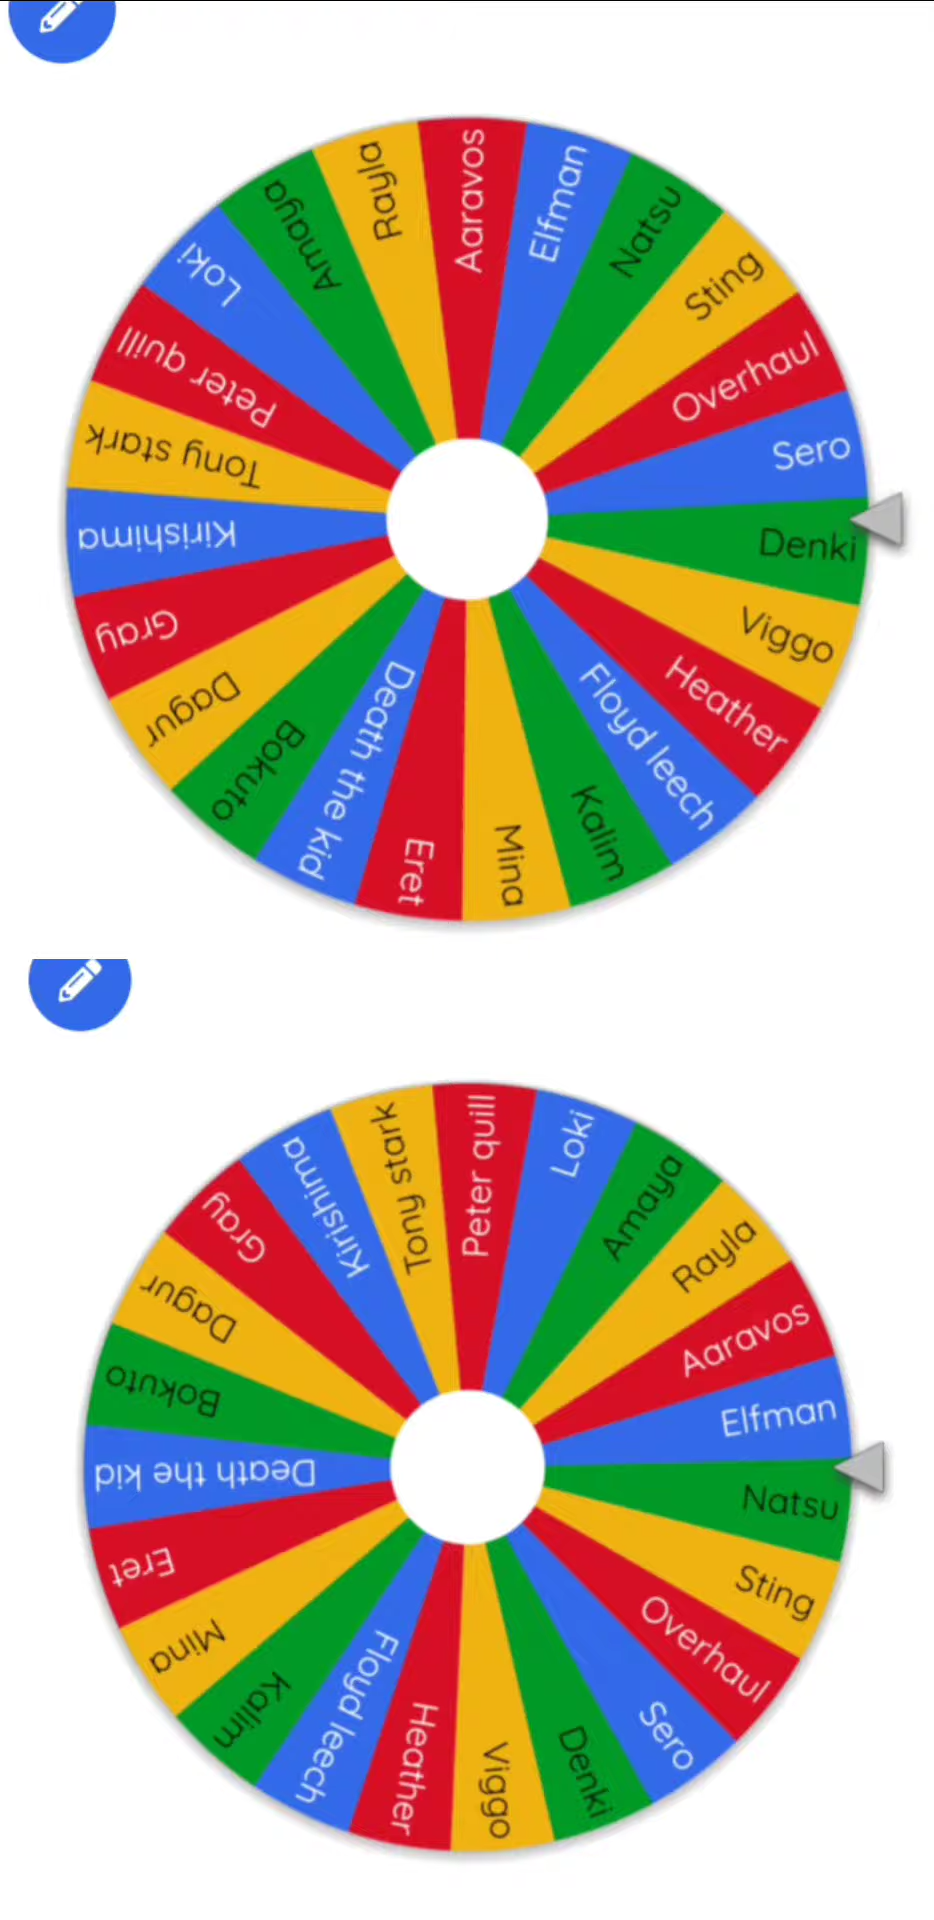 Aaravos
Elfman
Natsu
Sting
Overhaul
Sero
Denki
Viggo
Heather
Floyd leech
Kalim
Mina
Eret
Death the kid
Bokuto
Dagur
Gray
Kirishima
Tony stark
Peter quill
Loki
Amaya
Rayla
Peter quill
Loki
Amaya
Rayla
Aaravos
Elfman
Natsu
Sting
Overhaul
Sero
Denki
Viggo
Heather
Floyd leech
Kalim
Mina
Eret
Death the kid
Bokuto
Dagur
Gray
Kirishima
Tony stark